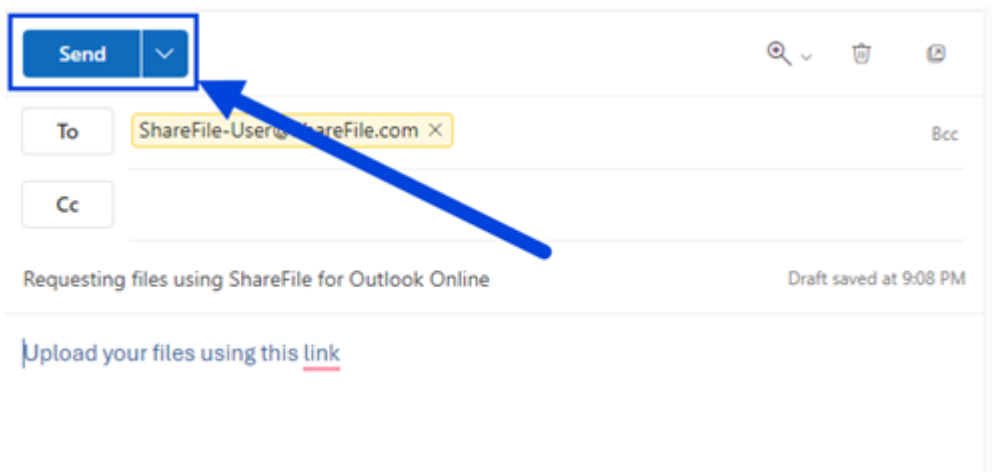 Send
To
ShareFile-User@ShareFile.com
Bcc
Cc
Requesting files using ShareFile for Outlook Online
Draft saved at 9:08 PM
Upload your files using this link